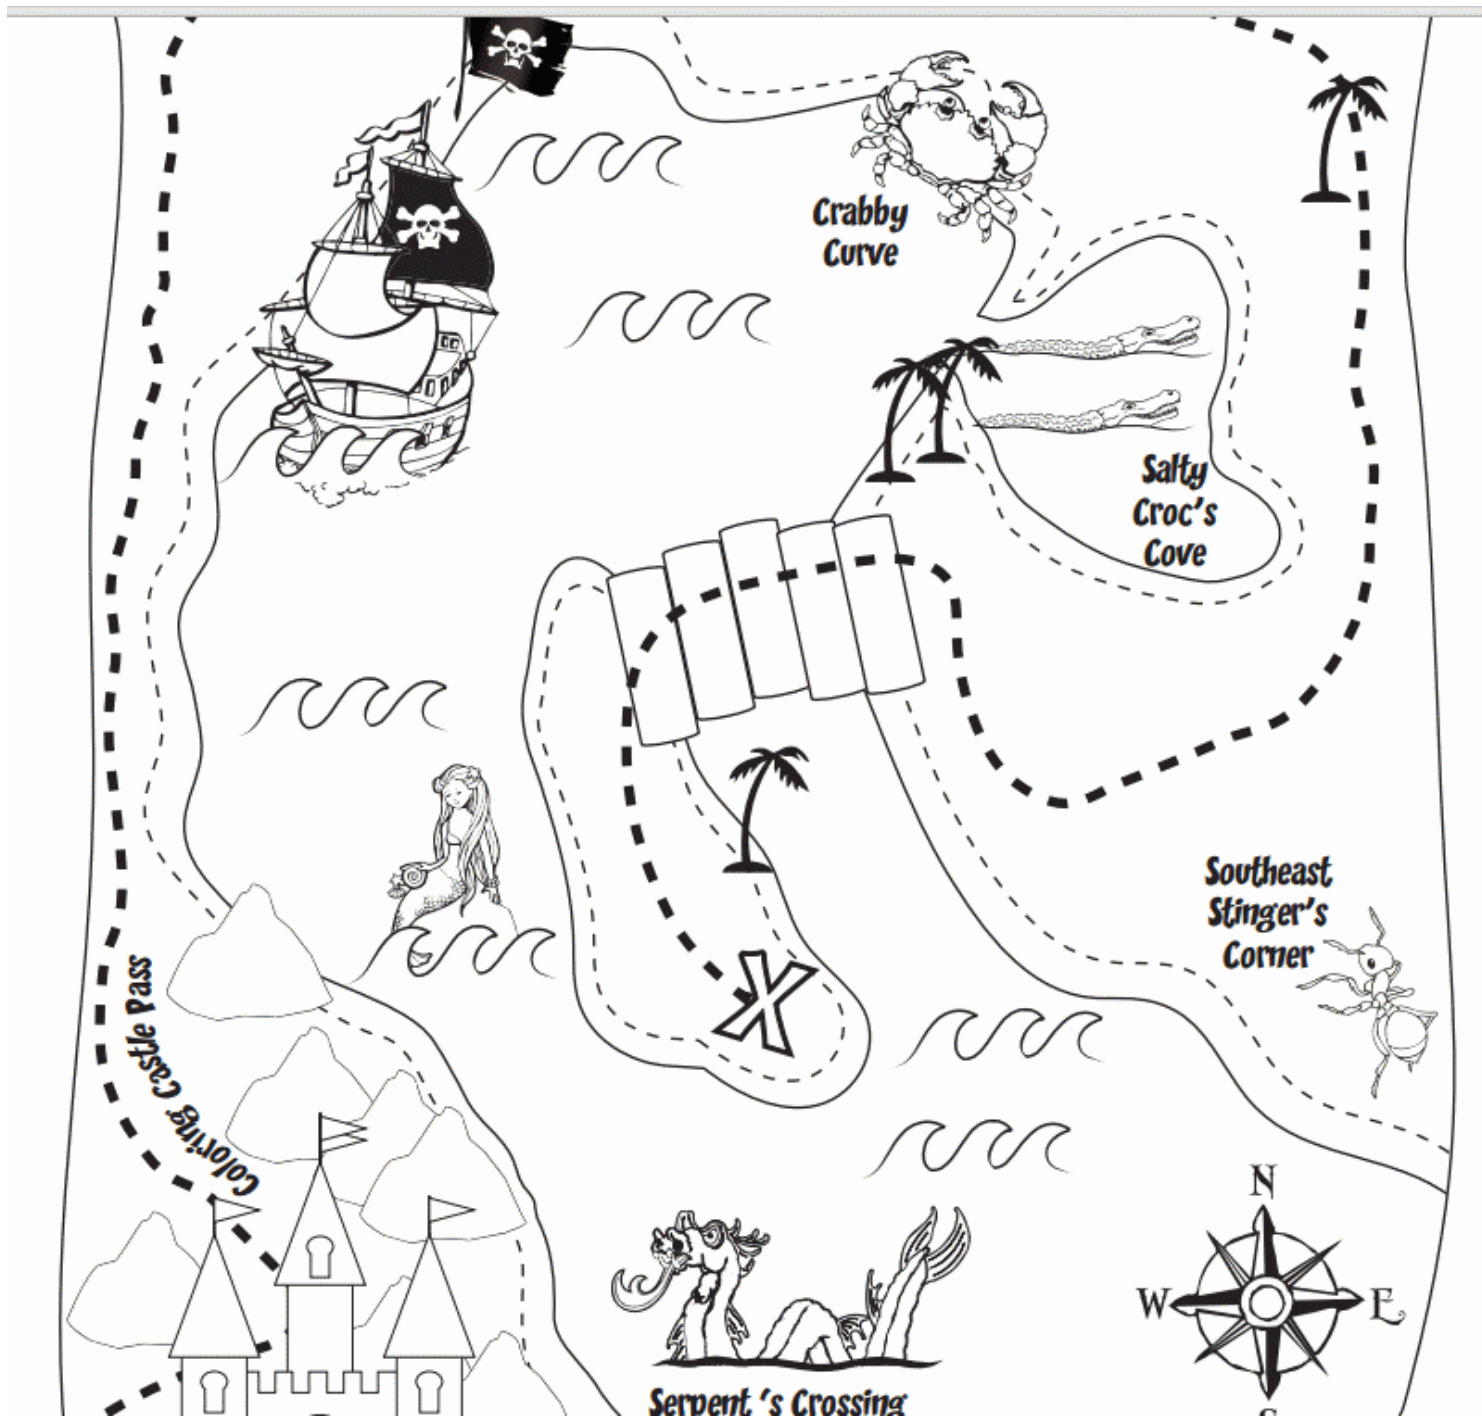 Crabby
Curve
Salty
Croc's
Cove
Southeast
Stinger's
Corner
Coloring Castle Pass
N
W
E
S
Serpent 's Crossing